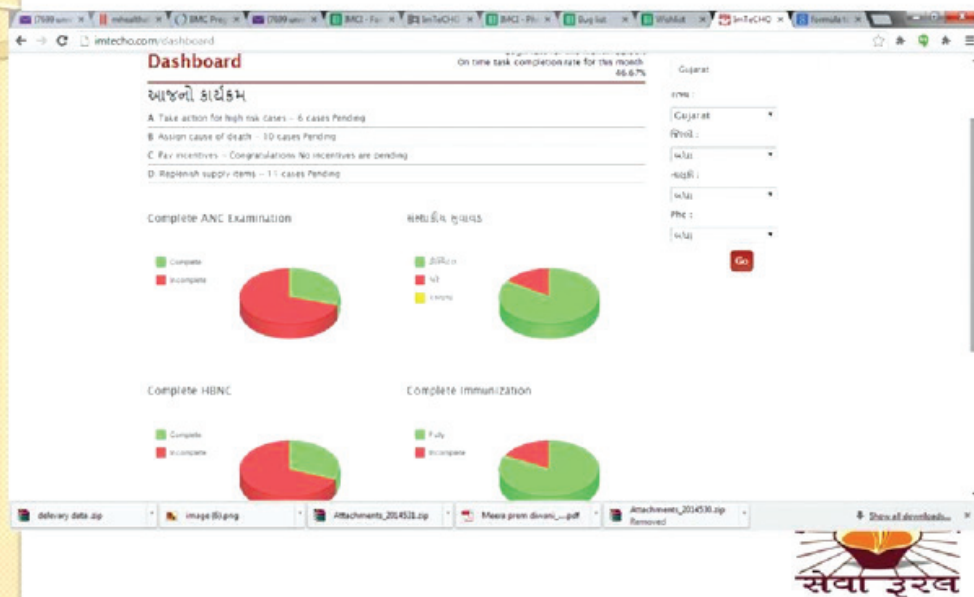 imtecho.com/dashboard
Dashboard
On time task completion rate for this month
46.67%
આજનો કાર્યક્રમ
A. Take action for high risk cases – 6 cases Pending
B. Assign cause of death – 10 cases Pending
C. Pay incentives – Congratulations No incentives are pending
D. Replenish supply items – 11 cases Pending
Gujarat
Gujarat
Phc :
Go
Complete ANC Examination
Complete
Incomplete
Complete HBNC
Complete
Incomplete
Complete Immunization
Fully
Incomplete
delevary data .zip
image (6).png
Attachments_2014531.zip
Meera prem diwani_...pdf
Attachments_2014530.zip
Removed
Show all downloads...
सेवा रूरल